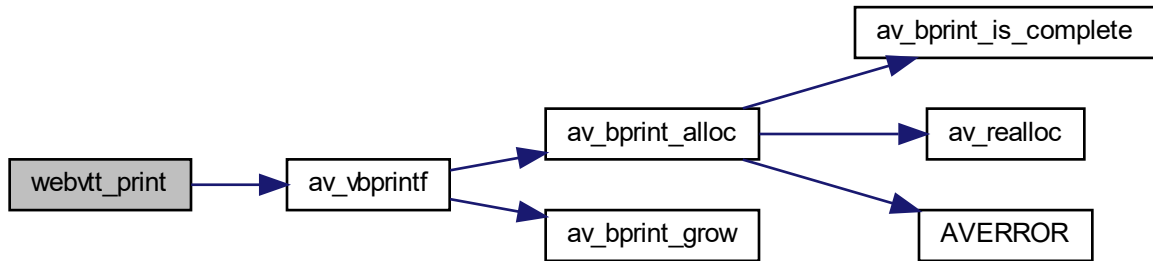 av_bprint_is_complete
av_bprint_alloc
av_realloc
webvtt_print
av_vbprintf
av_bprint_grow
AVERROR